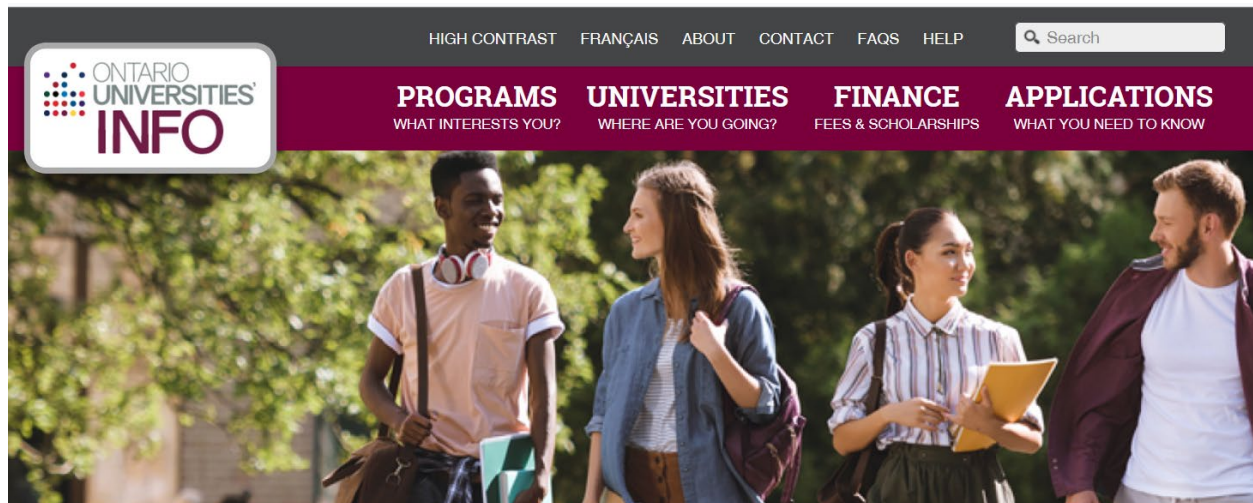 HIGH CONTRAST FRANÇAIS ABOUT CONTACT FAQS HELP Search
ONTARIO
UNIVERSITIES'
INFO
PROGRAMS UNIVERSITIES FINANCE APPLICATIONS
WHAT INTERESTS YOU? WHERE ARE YOU GOING? FEES & SCHOLARSHIPS WHAT YOU NEED TO KNOW